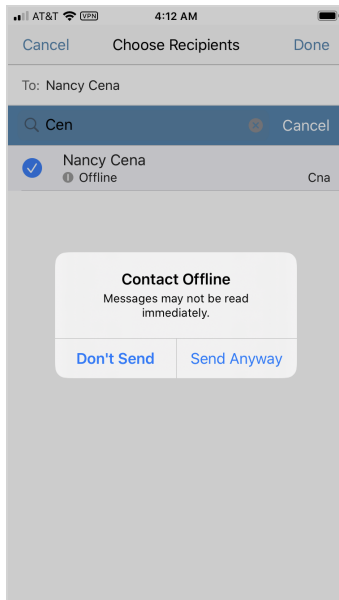 AT&T VPN 4:12 AM
Cancel Choose Recipients Done
To: Nancy Cena
Cen Cancel
Nancy Cena
Offline Cna
Contact Offline
Messages may not be read
immediately.
Don't Send Send Anyway